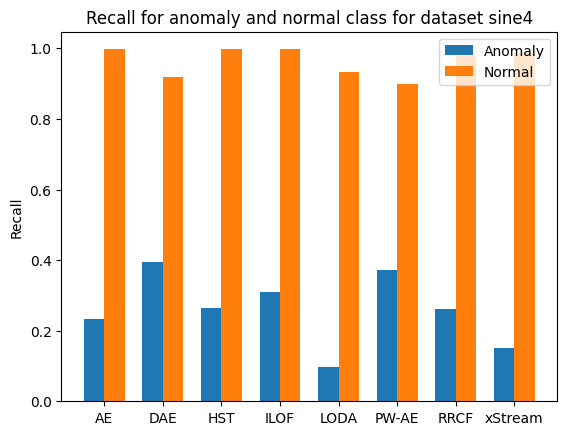 Recall for anomaly and normal class for dataset sine4
Anomaly
Normal
Recall
1.0
0.8
0.6
0.4
0.2
0.0
AE DAE HST ILOF LODA PW-AE RRCF xStream